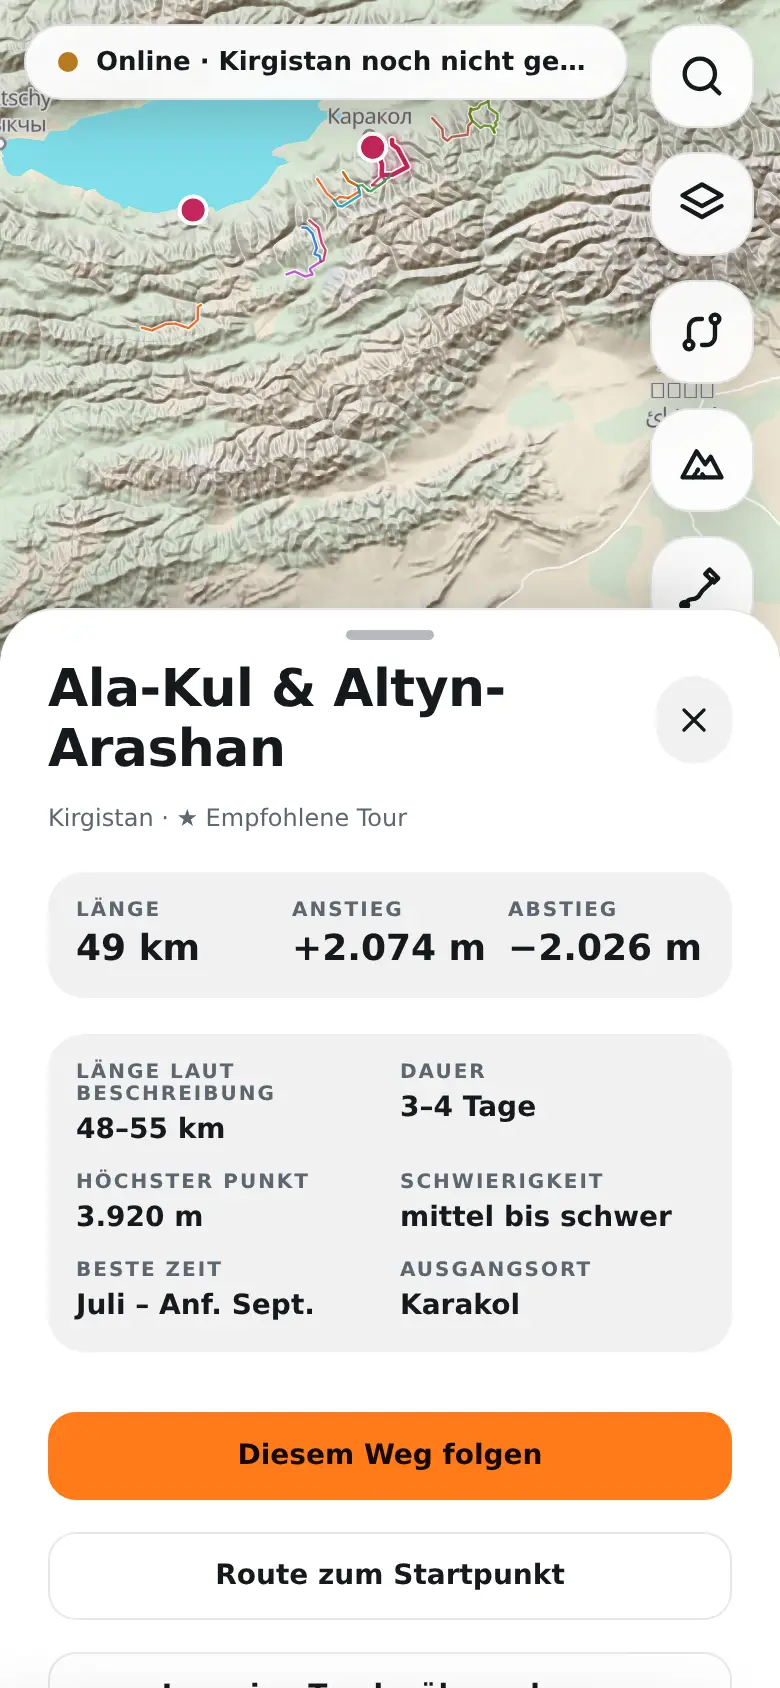 Online · Kirgistan noch nicht ge…
tschy
ыкчы
Каракол
Ala-Kul & Altyn-
Arashan
Kirgistan · ★ Empfohlene Tour
LÄNGE
ANSTIEG
ABSTIEG
49 km
+2.074 m
−2.026 m
LÄNGE LAUT
BESCHREIBUNG
DAUER
48–55 km
3–4 Tage
HÖCHSTER PUNKT
SCHWIERIGKEIT
3.920 m
mittel bis schwer
BESTE ZEIT
AUSGANGSORT
Juli – Anf. Sept.
Karakol
Diesem Weg folgen
Route zum Startpunkt